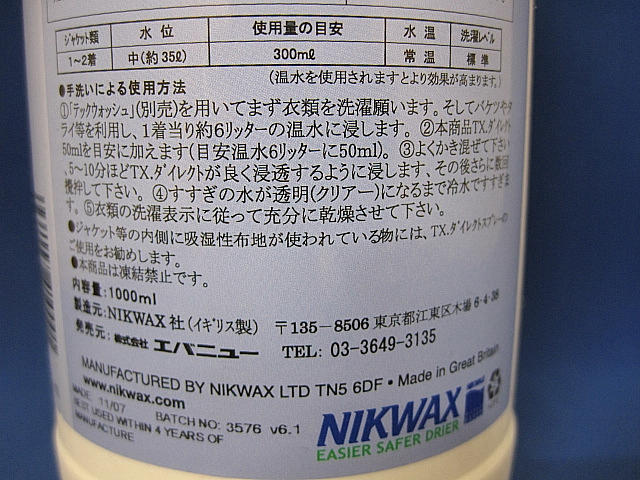 ジャケット類 水位 使用量の目安 水温 洗濯レベル
1～2着 中(約35ℓ) 300mℓ 常温 標準
(温水を使用されますとより効果が高まります。)
●手洗いによる使用方法
①「テックウォッシュ」(別売)を用いてまず衣類を洗濯願います。そしてバケツやタ
ライ等を利用し、1着当り約6リッターの温水に浸します。②本商品TX.ダイレクト
50mlを目安に加えます(目安温水6リッターに50ml)。③よくかき混ぜて下さい
､5～10分ほどTX.ダイレクトが良く浸透するように浸します、その後さらに数回
攪拌して下さい。④すすぎの水が透明(クリアー)になるまで冷水ですすぎま
す。⑤衣類の洗濯表示に従って充分に乾燥させて下さい。
●ジャケット等の内側に吸湿性布地が使われている物には、TX.ダイレクトスプレーの
ご使用をお勧めします。
●本商品は凍結禁止です。
内容量:1000ml
製造元:NIKWAX 社(イギリス製) 〒135-8506 東京都江東区木場 6-4-38
発売元:株式会社 エバニュー TEL: 03-3649-3135
MANUFACTURED BY NIKWAX LTD TN5 6DF • Made in Great Britain
www.nikwax.com
MADE 11/07 BATCH NO: 3576 v6.1
BEST USED WITHIN 4 YEARS OF
MANUFACTURE
NIKWAX
EASIER SAFER DRIER